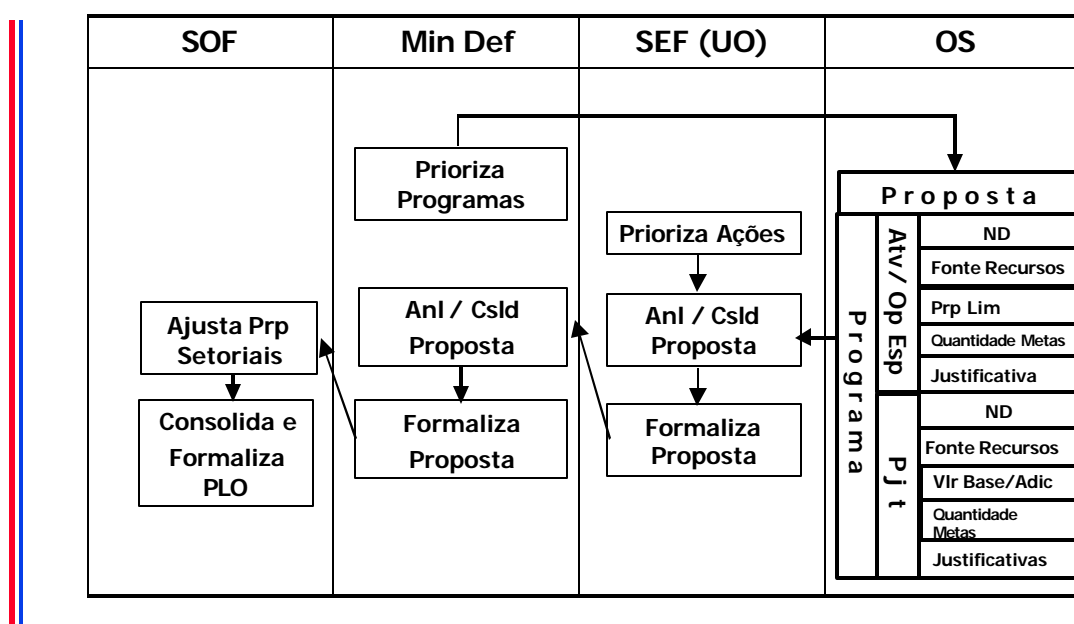 SOF
Min Def
SEF (UO)
OS
Prioriza
Programas
Prioriza Ações
Anl / Csld
Proposta
Formaliza
Proposta
Anl / Csld
Proposta
Formaliza
Proposta
Ajusta Prp
Setoriais
Consolida e
Formaliza
PLO
Proposta
Programa
Atv/ Op Esp
ND
Fonte Recursos
Prp Lim
Quantidade Metas
Justificativa
Pjt
ND
Fonte Recursos
Vlr Base/Adic
Quantidade
Metas
Justificativas